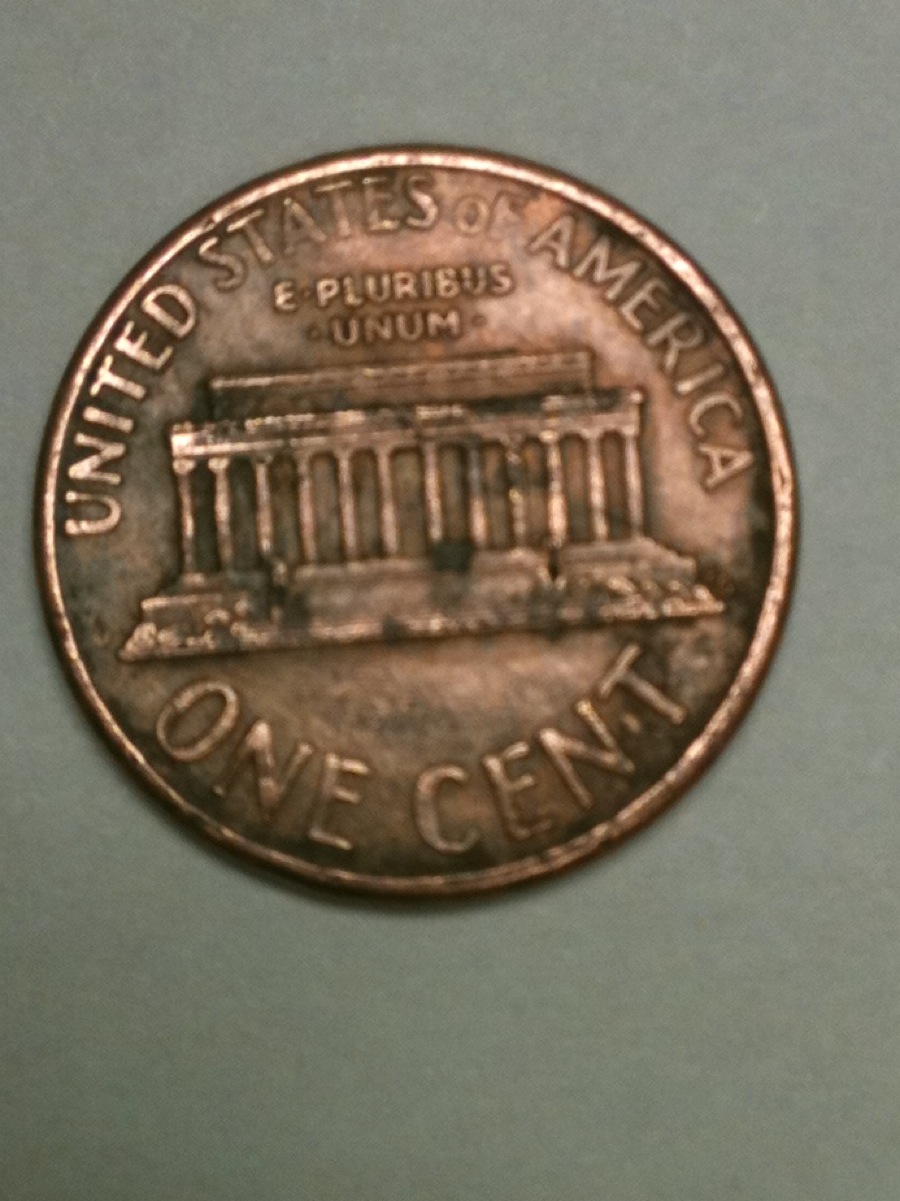 UNITED STATES OF AMERICA
E·PLURIBUS
·UNUM·
ONE CENT